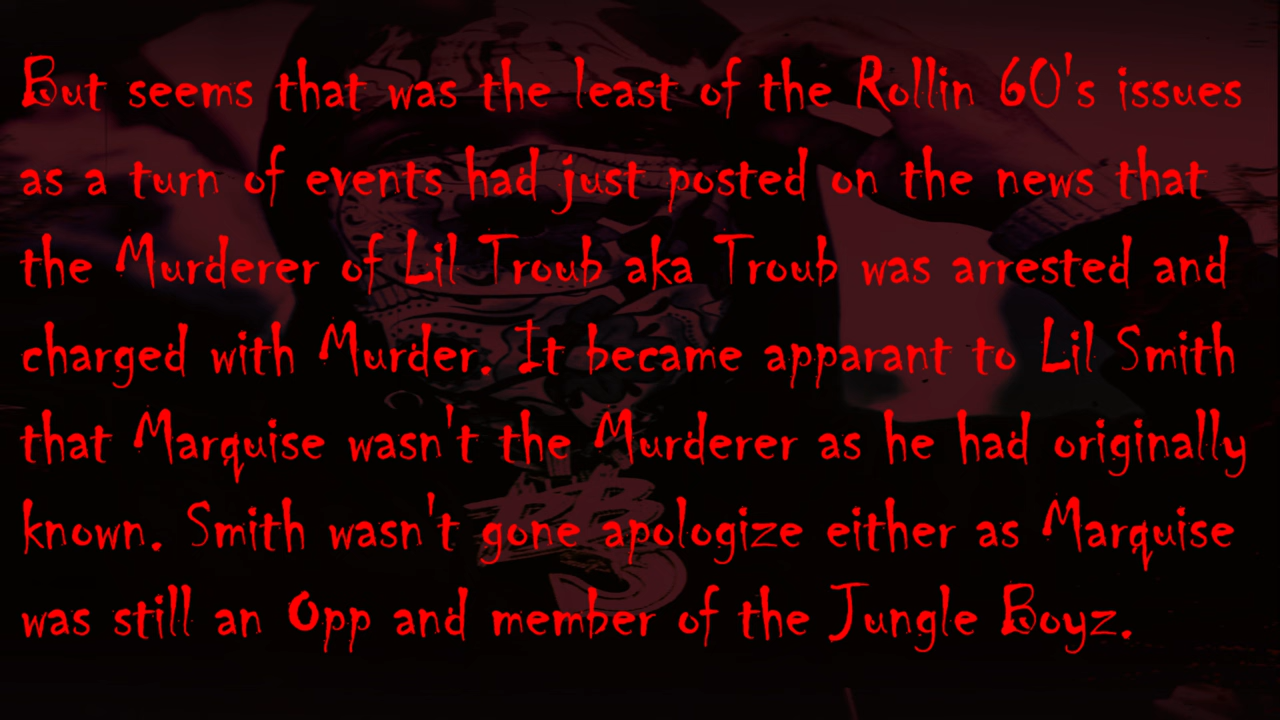 But seems that was the least of the Rollin 60's issues
as a turn of events had just posted on the news that
the Murderer of Lil Troub aka Troub was arrested and
charged with Murder. It became apparant to Lil Smith
that Marquise wasn't the Murderer as he had originally
known. Smith wasn't gone apologize either as Marquise
was still an Opp and member of the Jungle Boyz.